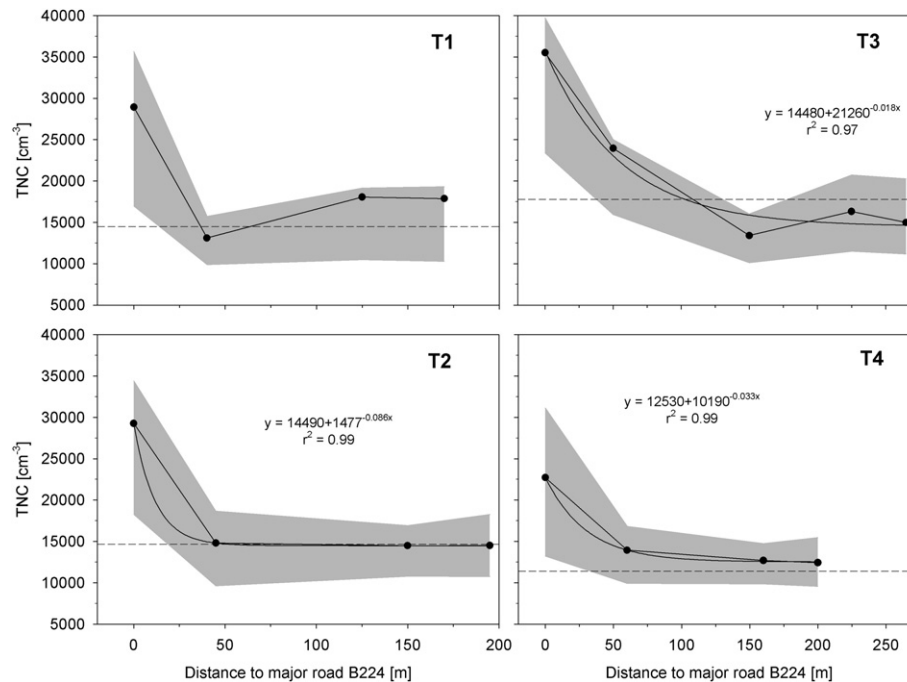 40000
35000
30000
25000
20000
15000
10000
5000
TNC [cm-3]
T1
T3
y = 14480+21260-0.018x
r2 = 0.97
40000
35000
30000
25000
20000
15000
10000
5000
TNC [cm-3]
T2
y = 14490+1477-0.086x
r2 = 0.99
T4
y = 12530+10190-0.033x
r2 = 0.99
0 50 100 150 200
0 50 100 150 200 250
Distance to major road B224 [m]
Distance to major road B224 [m]